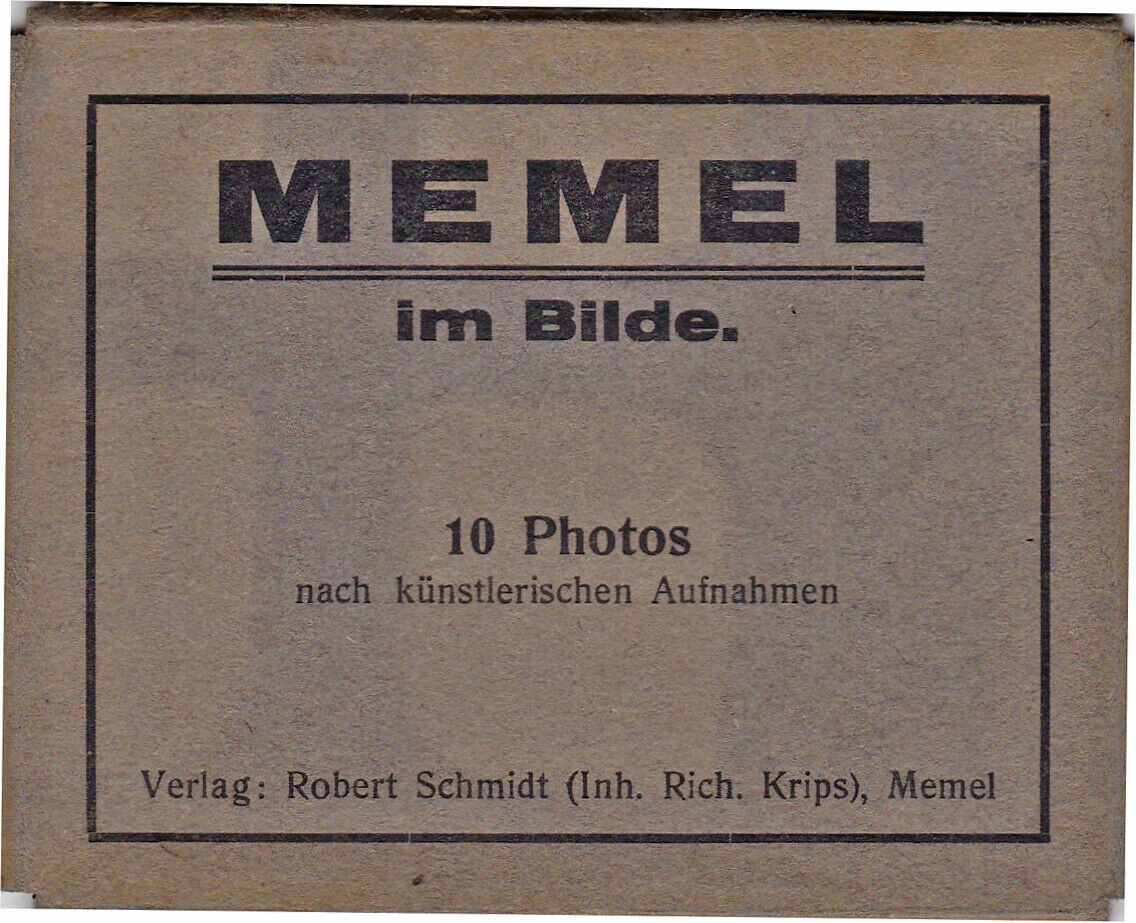 MEMEL
im Bilde.
10 Photos
nach künstlerischen Aufnahmen
Verlag: Robert Schmidt (Inh. Rich. Krips), Memel